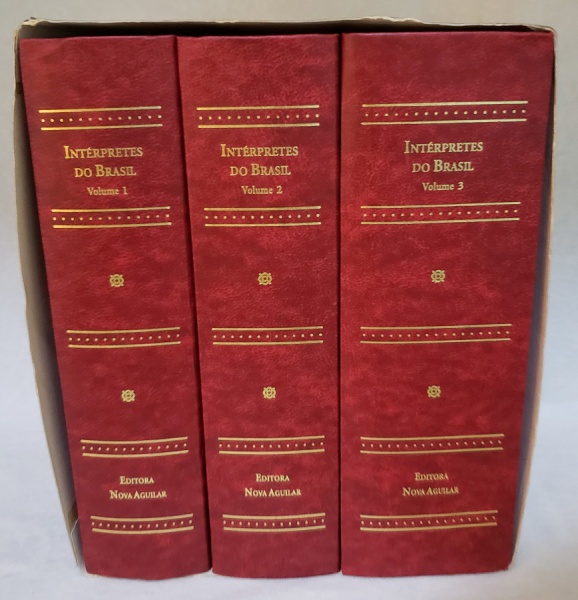 INTÉRPRETES
DO BRASIL
Volume 1
EDITORA
NOVA AGUILAR
INTÉRPRETES
DO BRASIL
Volume 2
EDITORA
NOVA AGUILAR
INTÉRPRETES
DO BRASIL
Volume 3
EDITORA
NOVA AGUILAR